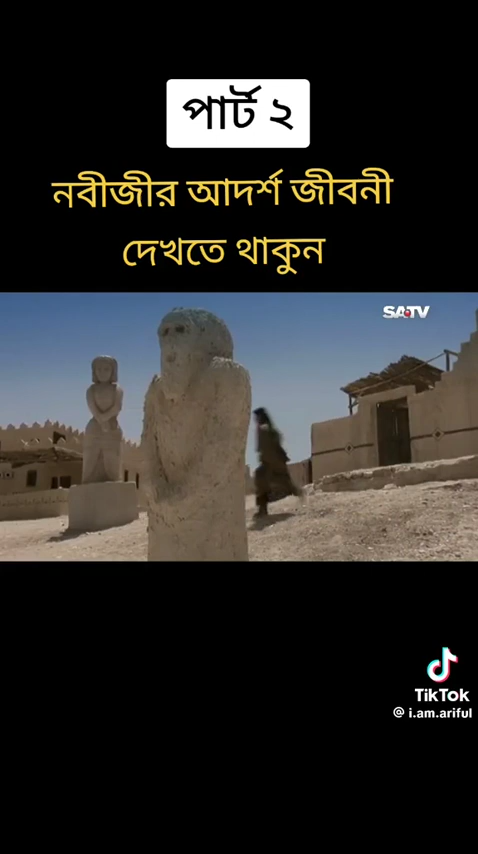 পার্ট ২
নবীজীর আদর্শ জীবনী
দেখতে থাকুন
SATV
TikTok
@ i.am.ariful